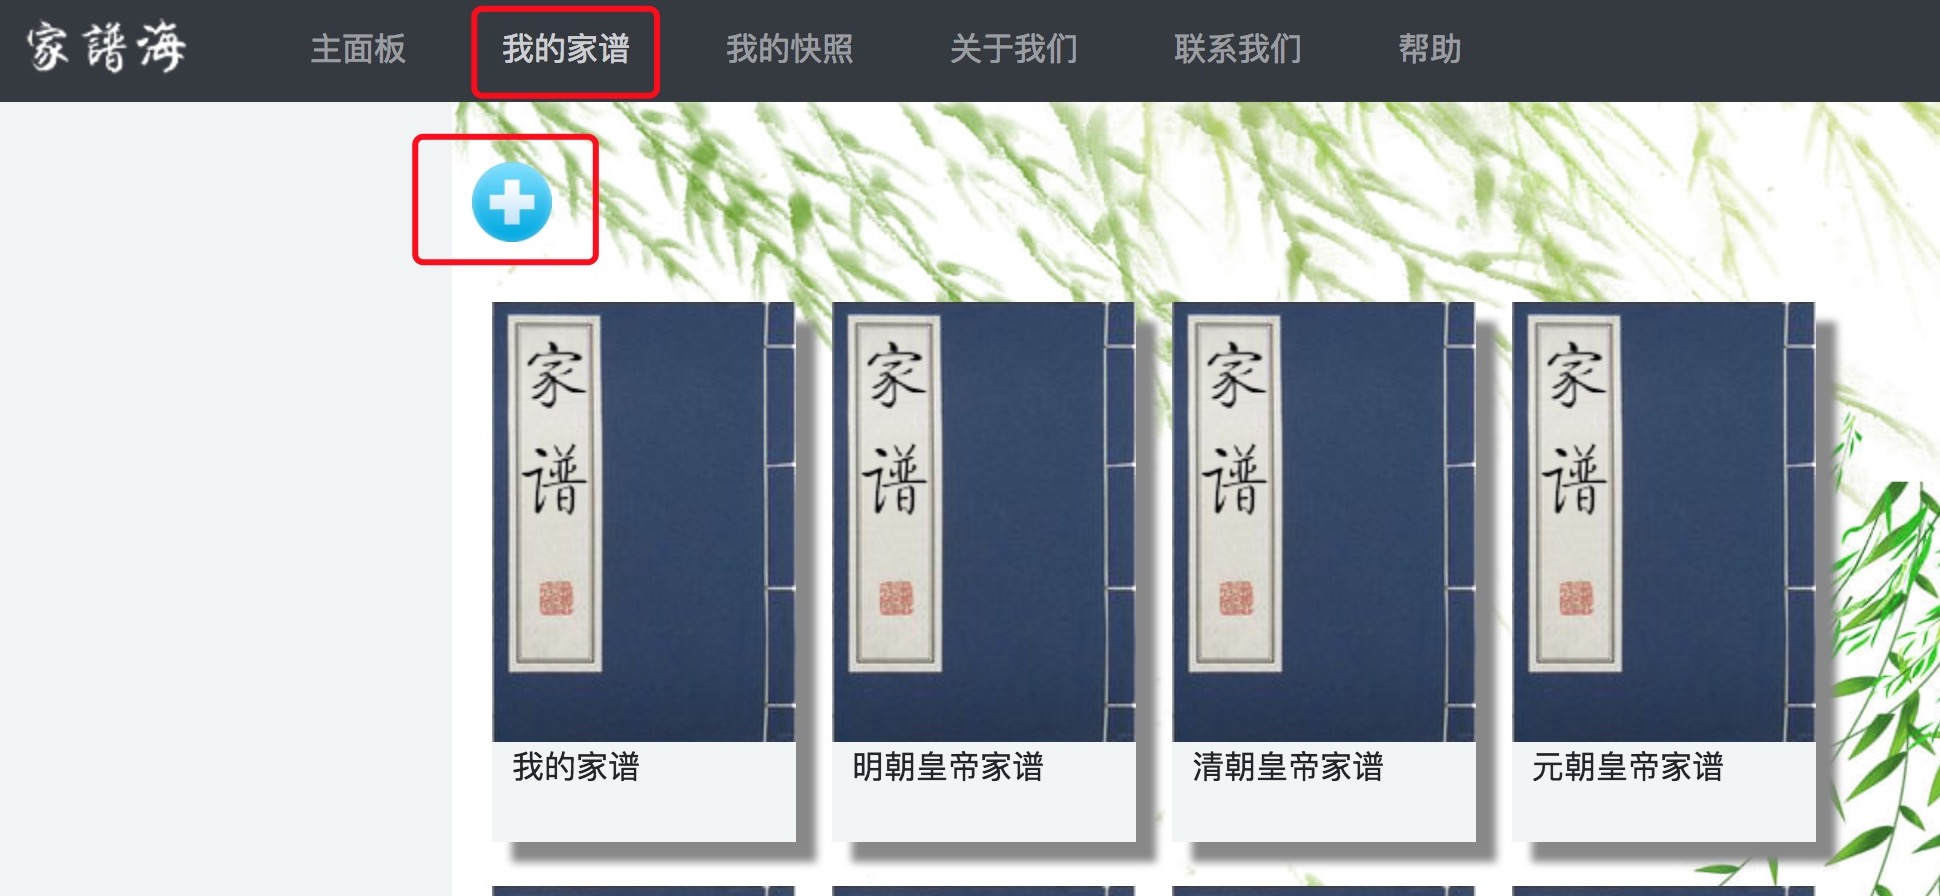 家譜海 主面板 我的家谱 我的快照 关于我们 联系我们 帮助
家谱 家谱 家谱 家谱
我的家谱 明朝皇帝家谱 清朝皇帝家谱 元朝皇帝家谱